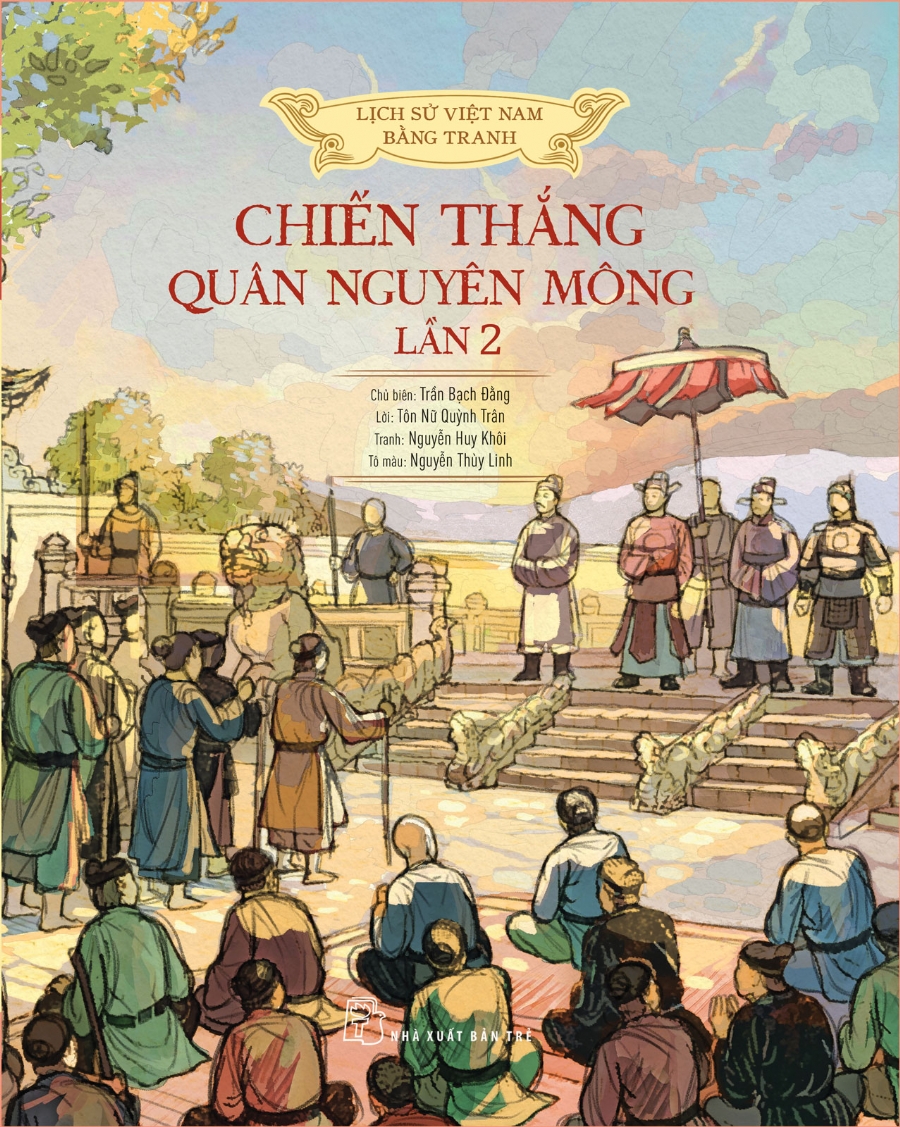 LỊCH SỬ VIỆT NAM
BẰNG TRANH
CHIẾN THẮNG
QUÂN NGUYÊN MÔNG
LẦN 2
Chủ biên: Trần Bạch Đằng
Lời: Tôn Nữ Quỳnh Trân
Tranh: Nguyễn Huy Khôi
Tô màu: Nguyễn Thùy Linh
NHÀ XUẤT BẢN TRẺ